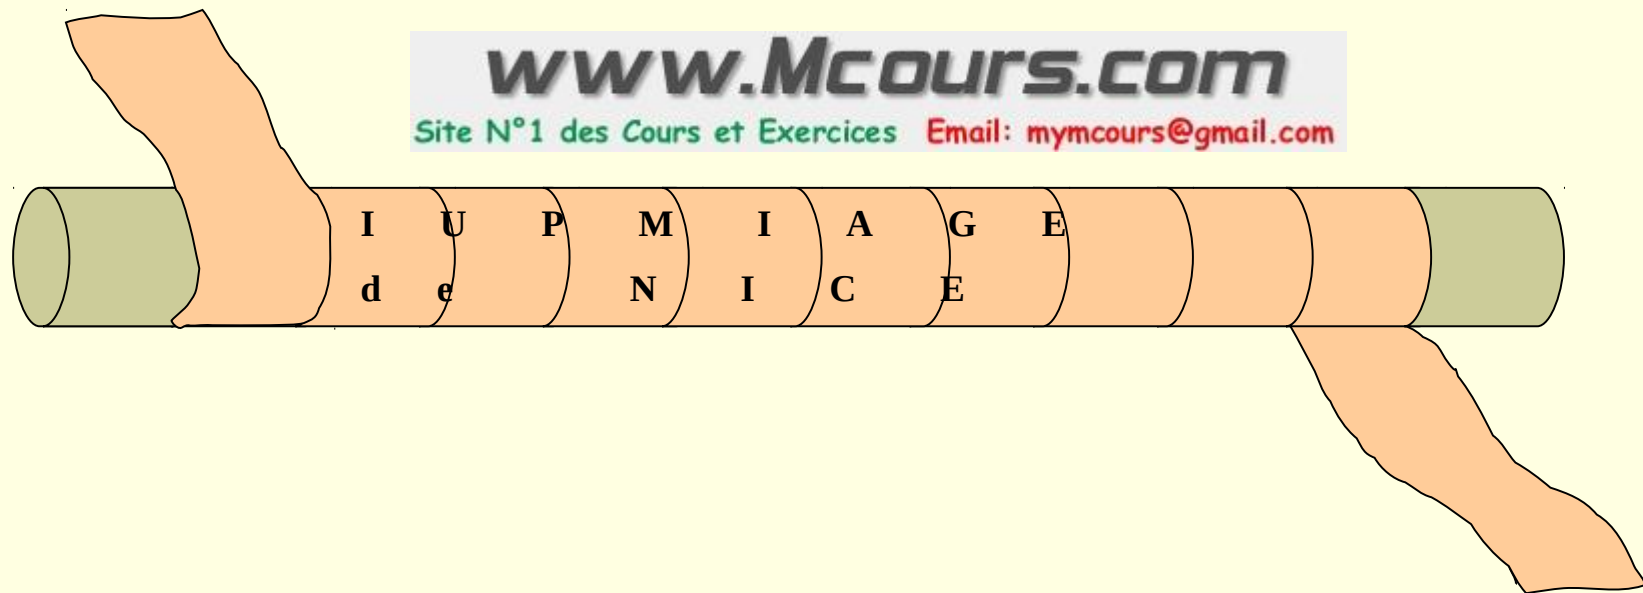 www.Mcours.com
Site N°1 des Cours et Exercices Email: mymcours@gmail.com
I U P M I A G E
d e N I C E